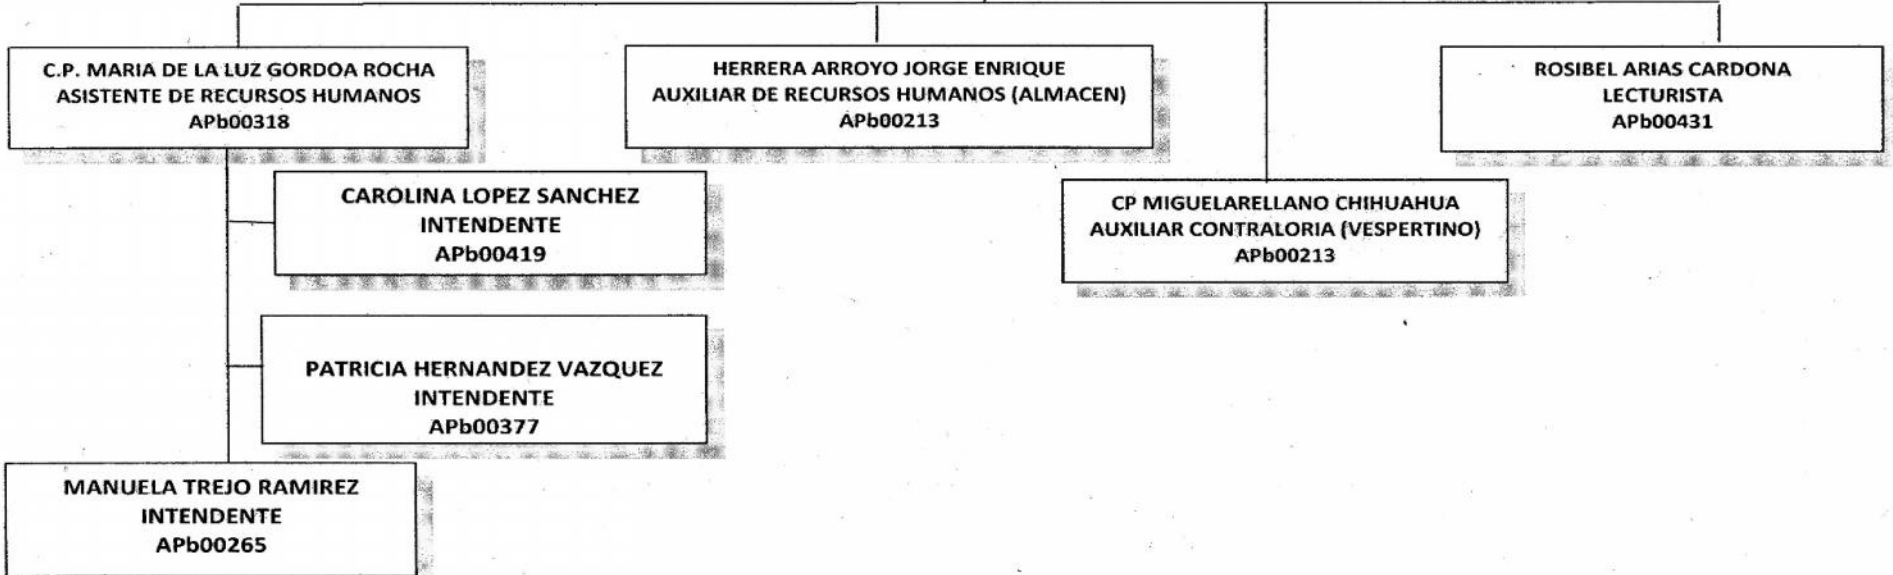 C.P. MARIA DE LA LUZ GORDOA ROCHA
ASISTENTE DE RECURSOS HUMANOS
APb00318
HERRERA ARROYO JORGE ENRIQUE
AUXILIAR DE RECURSOS HUMANOS (ALMACEN)
APb00213
ROSIBEL ARIAS CARDONA
LECTURISTA
APb00431
CAROLINA LOPEZ SANCHEZ
INTENDENTE
APb00419
CP MIGUELARELLANO CHIHUAHUA
AUXILIAR CONTRALORIA (VESPERTINO)
APb00213
PATRICIA HERNANDEZ VAZQUEZ
INTENDENTE
APb00377
MANUELA TREJO RAMIREZ
INTENDENTE
APb00265